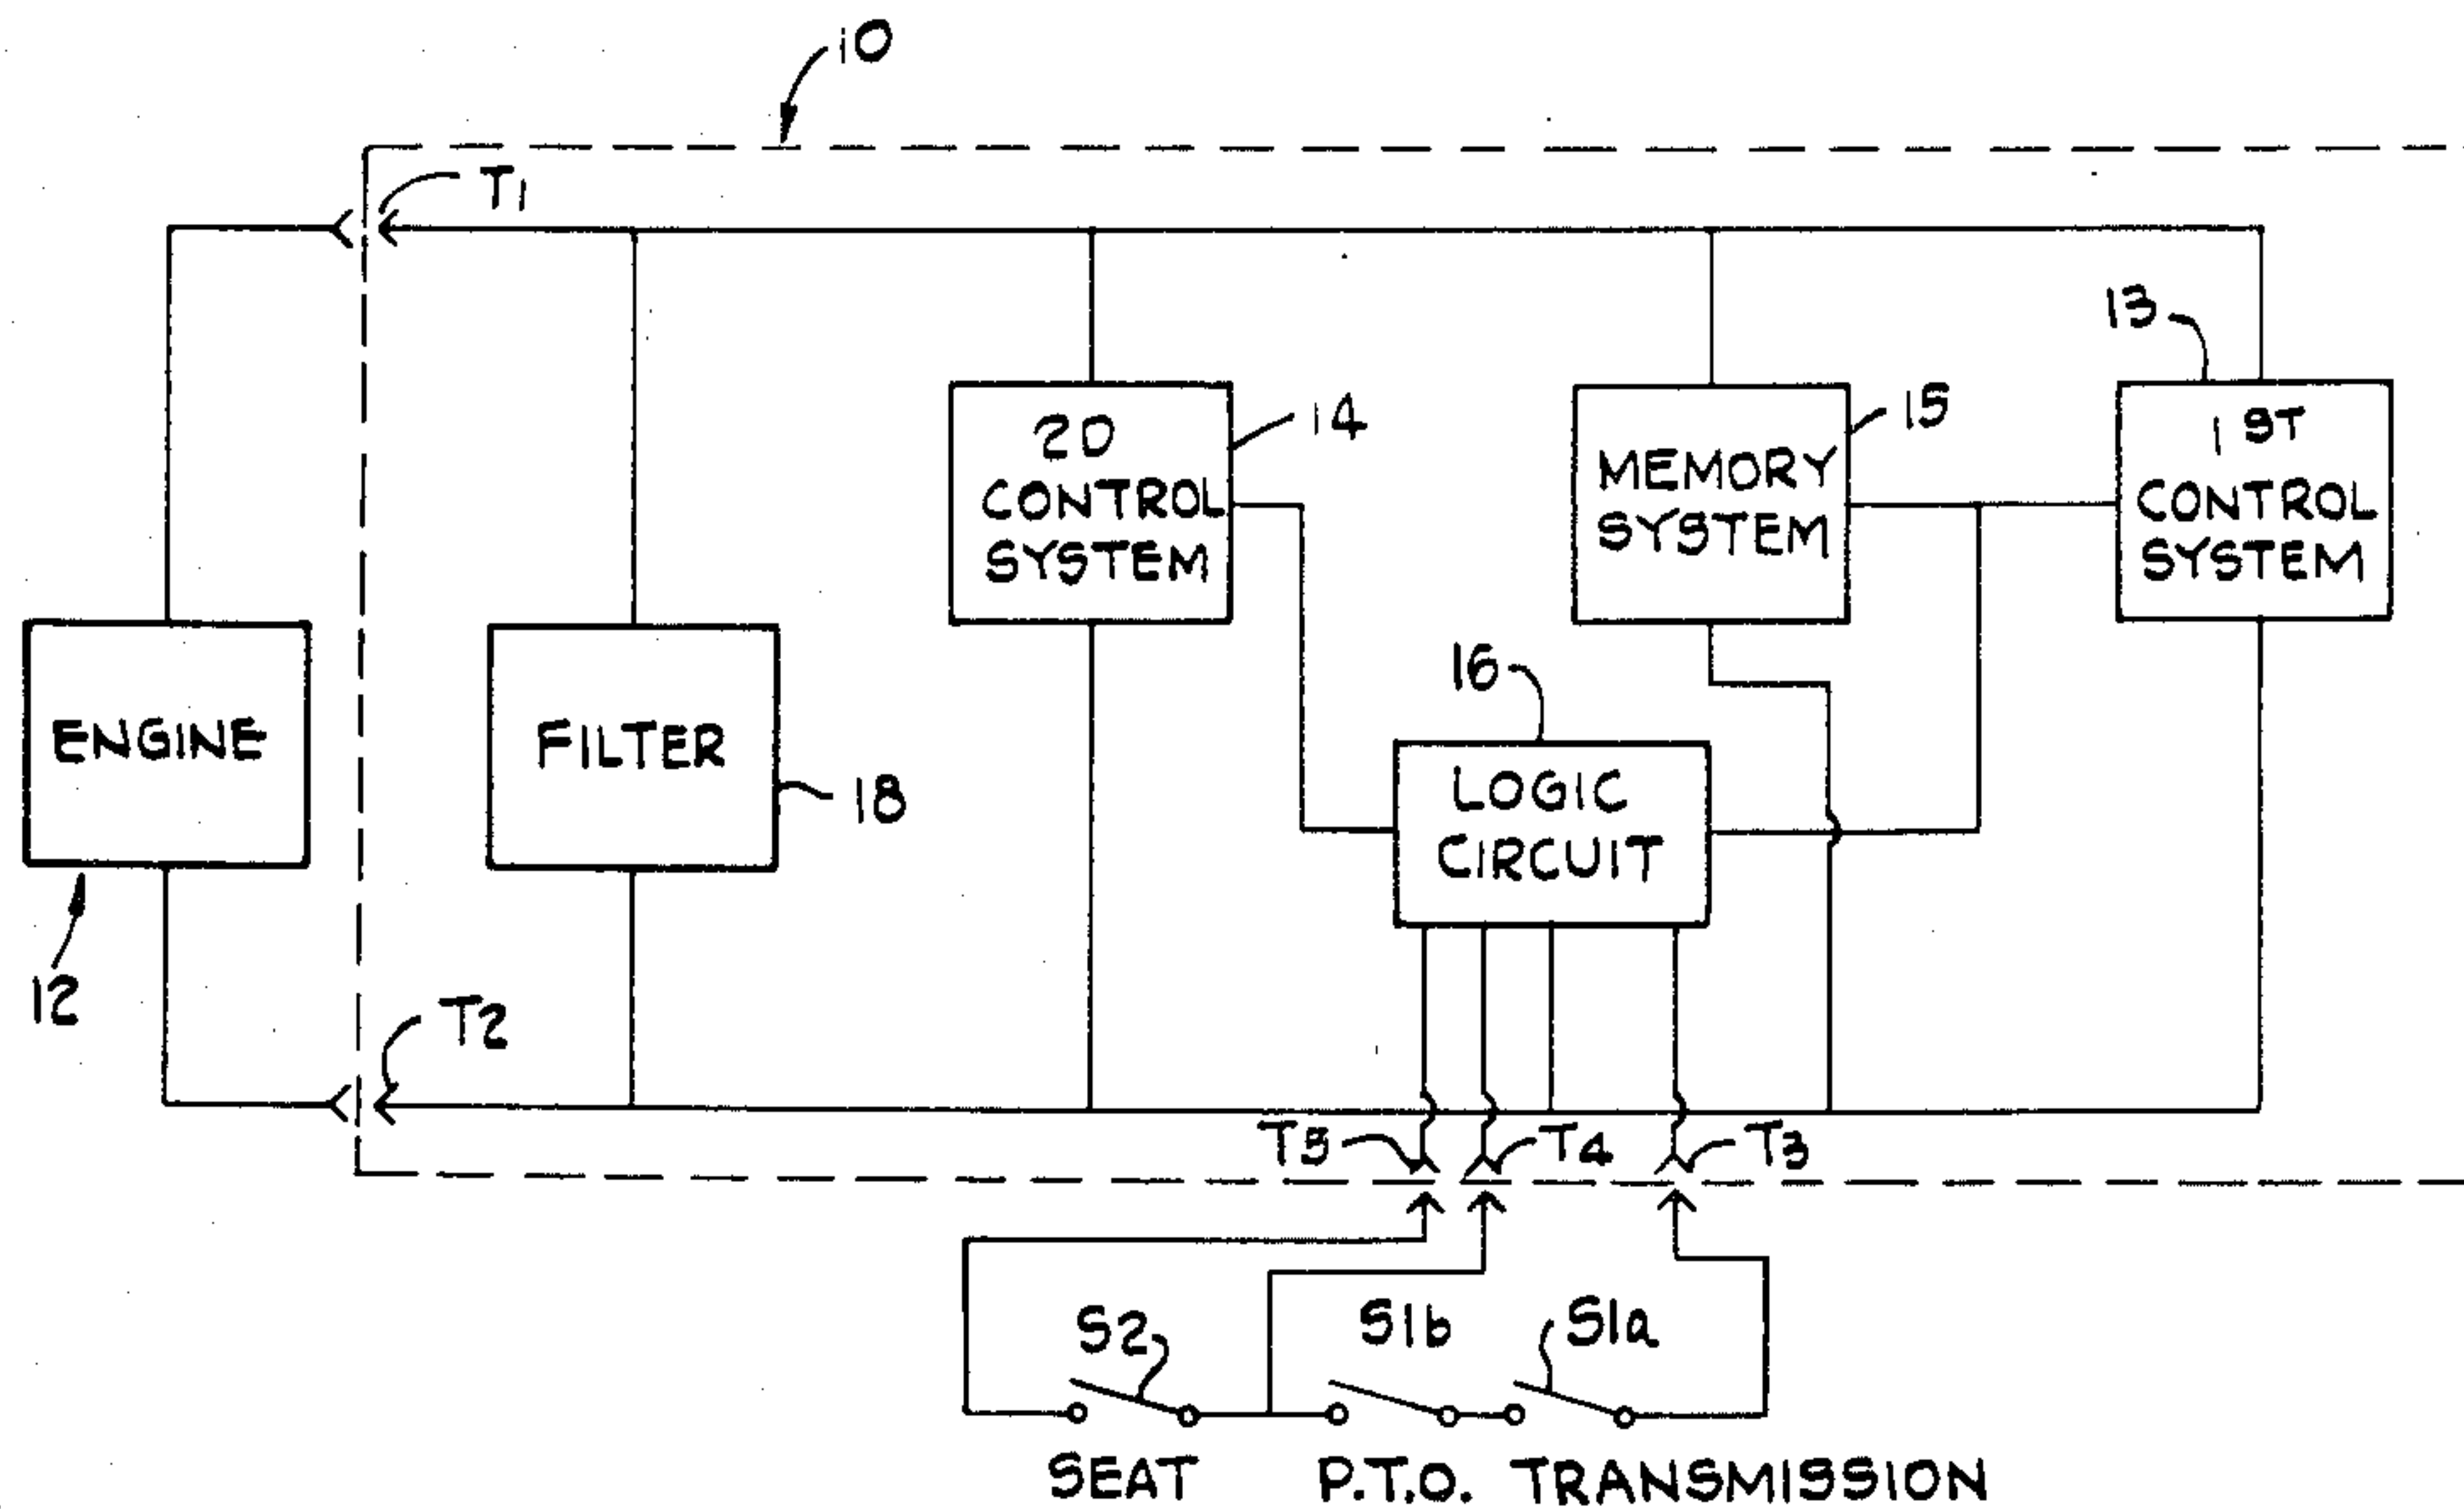 10
T1
13
14
15
2D
CONTROL
SYSTEM
MEMORY
SYSTEM
1ST
CONTROL
SYSTEM
16
ENGINE
FILTER
18
LOGIC
CIRCUIT
12
T2
T5
T4
T3
S2
S1b
S1a
SEAT
P.T.O.
TRANSMISSION